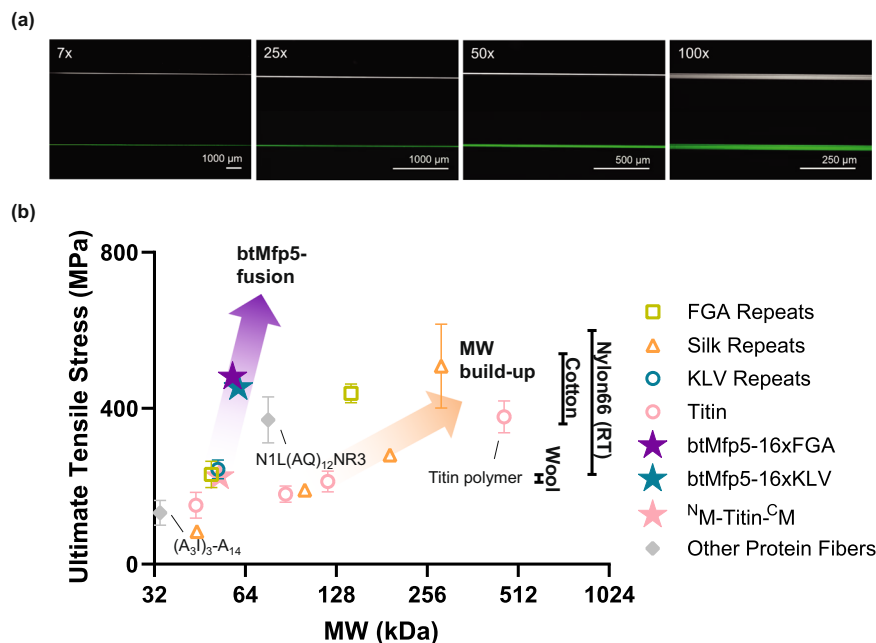 (a)
7x
25x
50x
100x
1000 µm
1000 µm
500 µm
250 µm
(b)
Ultimate Tensile Stress (MPa)
800
400
0
32
64
128
256
512
1024
MW (kDa)
btMfp5-
fusion
MW
build-up
N1L(AQ)₁₂NR3
(A₃I)₃-A₁₄
Titin polymer
Wool
Cotton
Nylon66 (RT)
FGA Repeats
Silk Repeats
KLV Repeats
Titin
btMfp5-16xFGA
btMfp5-16xKLV
ᴺM-Titin-ᶜM
Other Protein Fibers